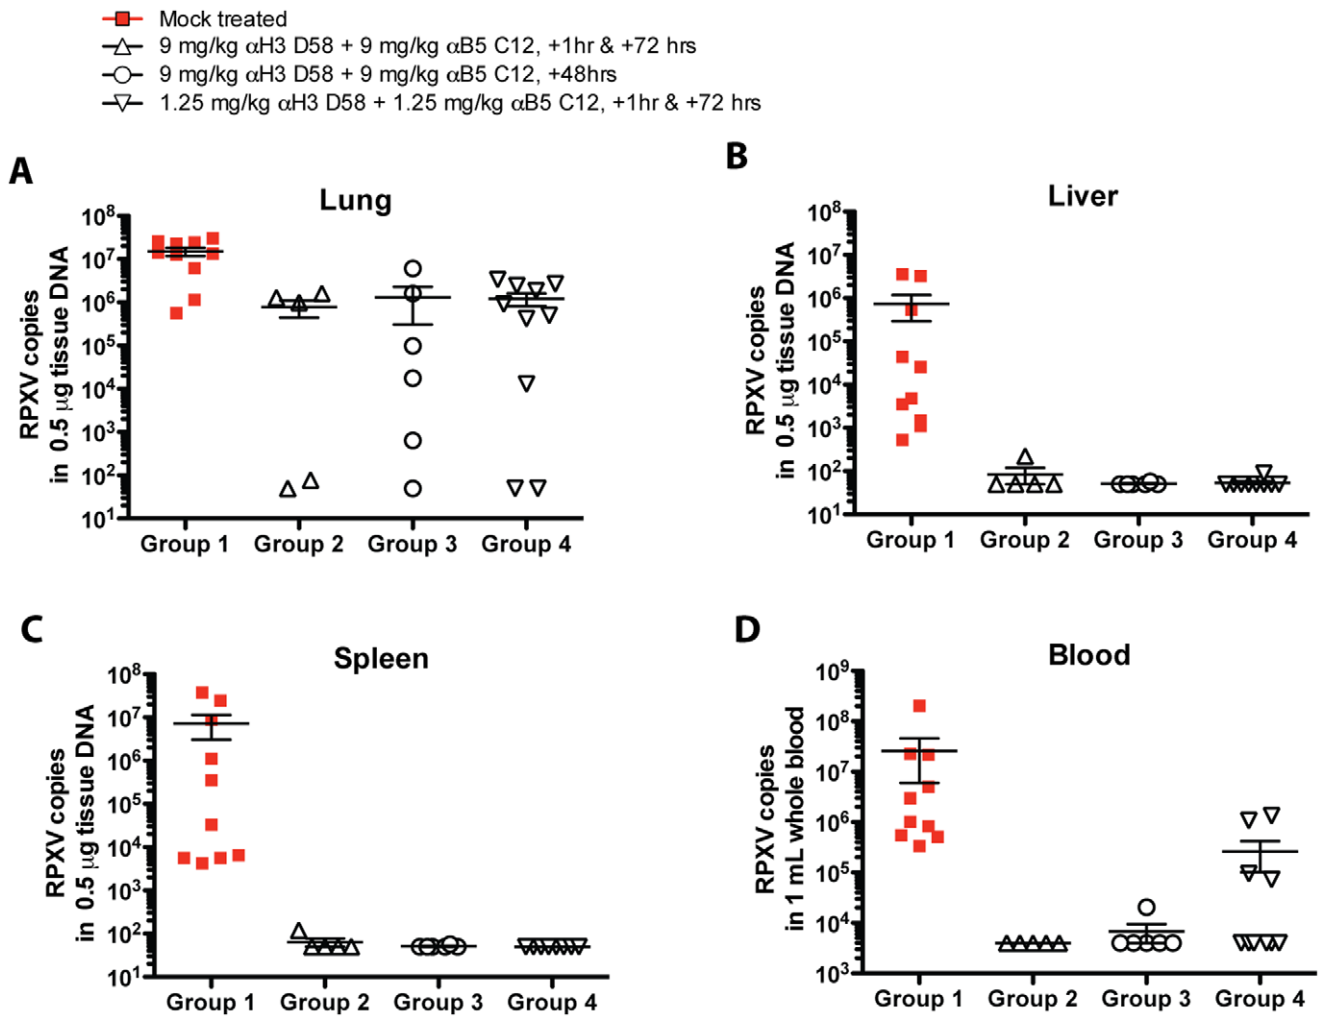 Mock treated
9 mg/kg αH3 D58 + 9 mg/kg αB5 C12, +1hr & +72 hrs
9 mg/kg αH3 D58 + 9 mg/kg αB5 C12, +48hrs
1.25 mg/kg αH3 D58 + 1.25 mg/kg αB5 C12, +1hr & +72 hrs
A
Lung
RPXV copies
in 0.5 µg tissue DNA
10⁸
10⁷
10⁶
10⁵
10⁴
10³
10²
10¹
Group 1 Group 2 Group 3 Group 4
B
Liver
RPXV copies
in 0.5 µg tissue DNA
10⁸
10⁷
10⁶
10⁵
10⁴
10³
10²
10¹
Group 1 Group 2 Group 3 Group 4
C
Spleen
RPXV copies
in 0.5 µg tissue DNA
10⁸
10⁷
10⁶
10⁵
10⁴
10³
10²
10¹
Group 1 Group 2 Group 3 Group 4
D
Blood
RPXV copies
in 1 mL whole blood
10⁹
10⁸
10⁷
10⁶
10⁵
10⁴
10³
Group 1 Group 2 Group 3 Group 4